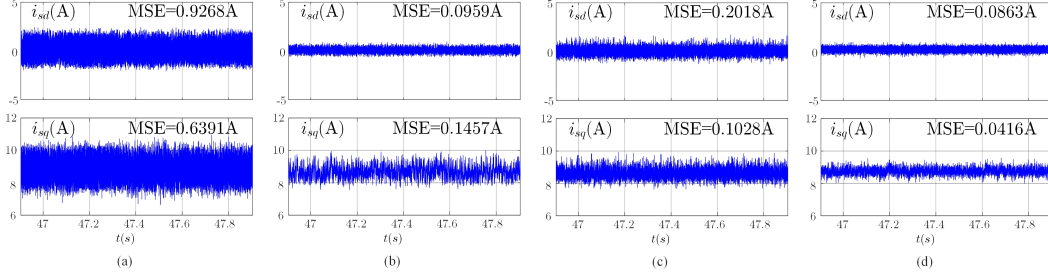 5 i_sd(A) MSE=0.9268A
0
-5
12 i_sq(A) MSE=0.6391A
10
8
6
47 47.2 47.4 47.6 47.8
t(s)
(a)
5 i_sd(A) MSE=0.0959A
0
-5
12 i_sq(A) MSE=0.1457A
10
8
6
47 47.2 47.4 47.6 47.8
t(s)
(b)
5 i_sd(A) MSE=0.2018A
0
-5
12 i_sq(A) MSE=0.1028A
10
8
6
47 47.2 47.4 47.6 47.8
t(s)
(c)
5 i_sd(A) MSE=0.0863A
0
-5
12 i_sq(A) MSE=0.0416A
10
8
6
47 47.2 47.4 47.6 47.8
t(s)
(d)